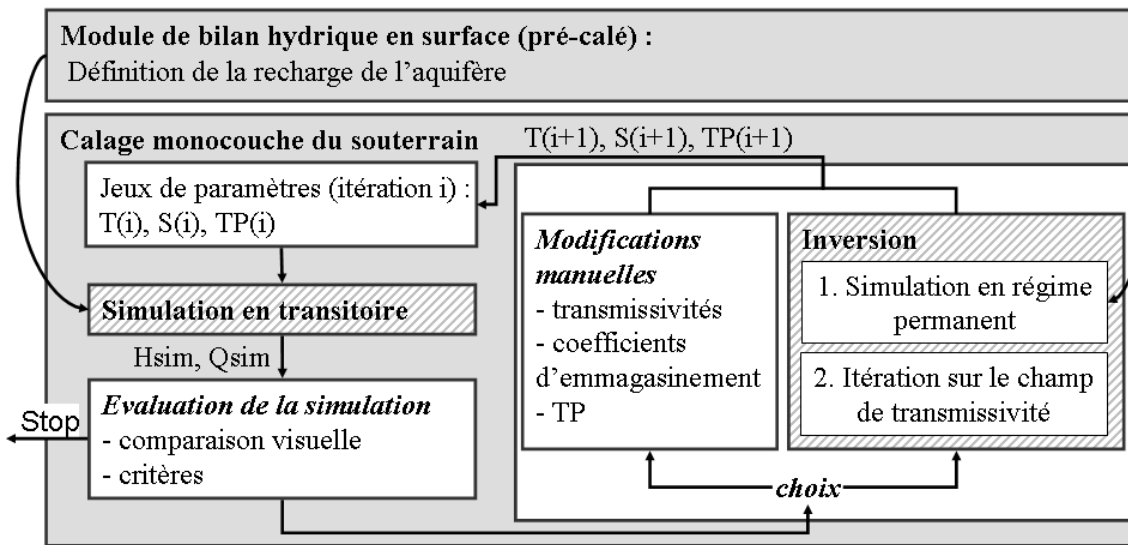 Module de bilan hydrique en surface (pré-calé) :
Définition de la recharge de l'aquifère
Calage monocouche du souterrain
T(i+1), S(i+1), TP(i+1)
Jeux de paramètres (itération i) :
T(i), S(i), TP(i)
Simulation en transitoire
Hsim, Qsim
Evaluation de la simulation
- comparaison visuelle
- critères
Stop
Modifications
manuelles
- transmissivités
- coefficients
d'emmagasinement
- TP
Inversion
1. Simulation en régime
permanent
2. Itération sur le champ
de transmissivité
choix